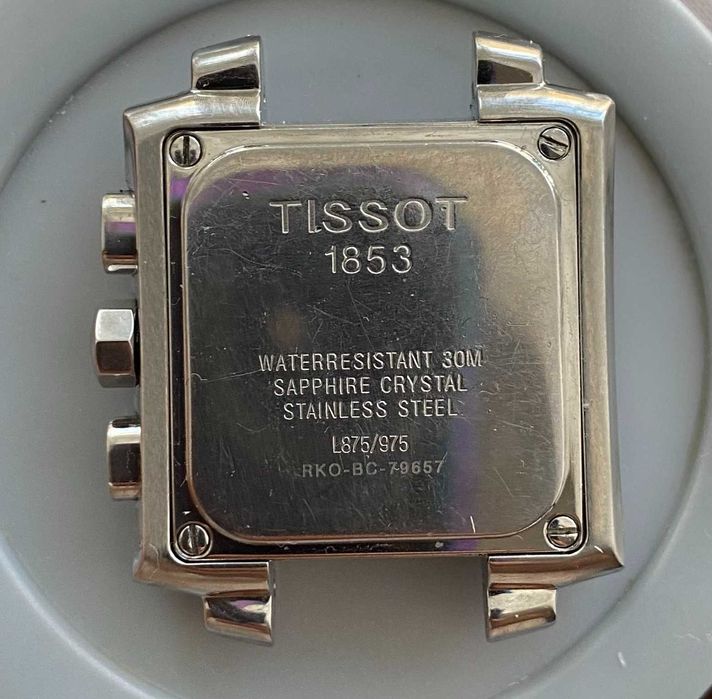 TISSOT
1853
WATERRESISTANT 30M
SAPPHIRE CRYSTAL
STAINLESS STEEL
L875/975
RKO-BC-79657